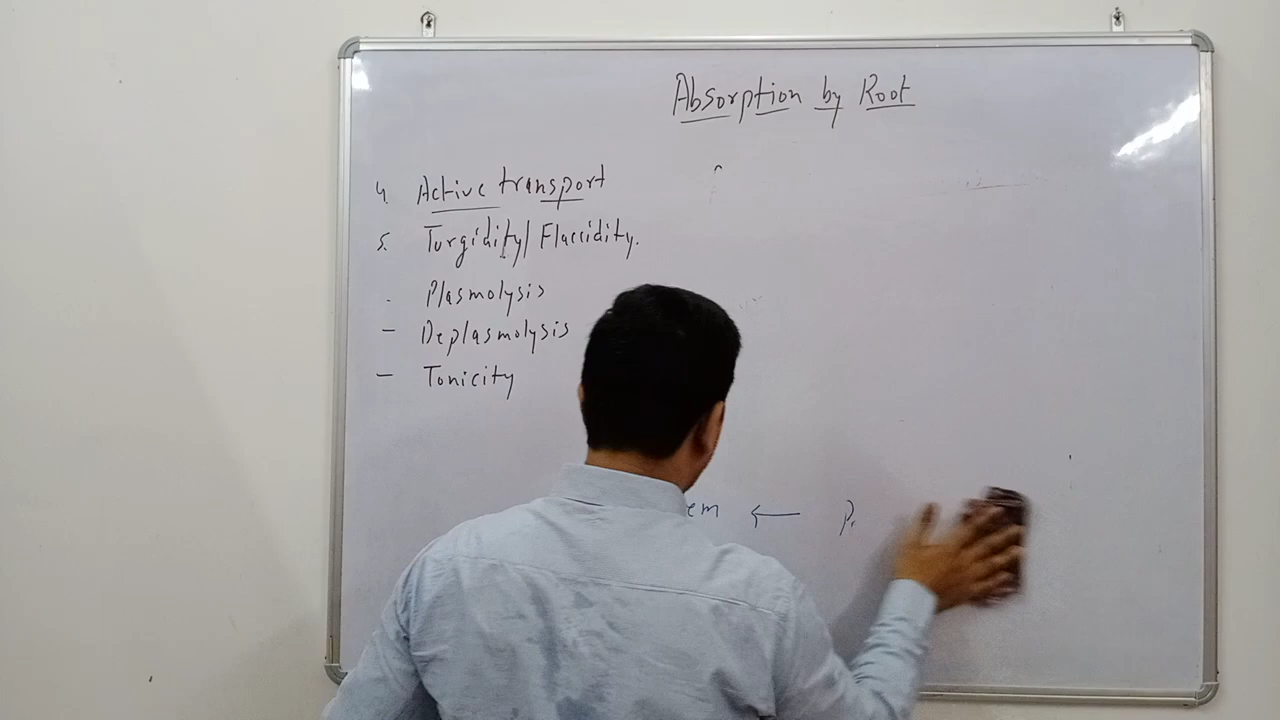 Absorption by Root
4. Active transport
5. Turgidity/Flaccidity.
- Plasmolysis
- Deplasmolysis
- Tonicity
em ← P